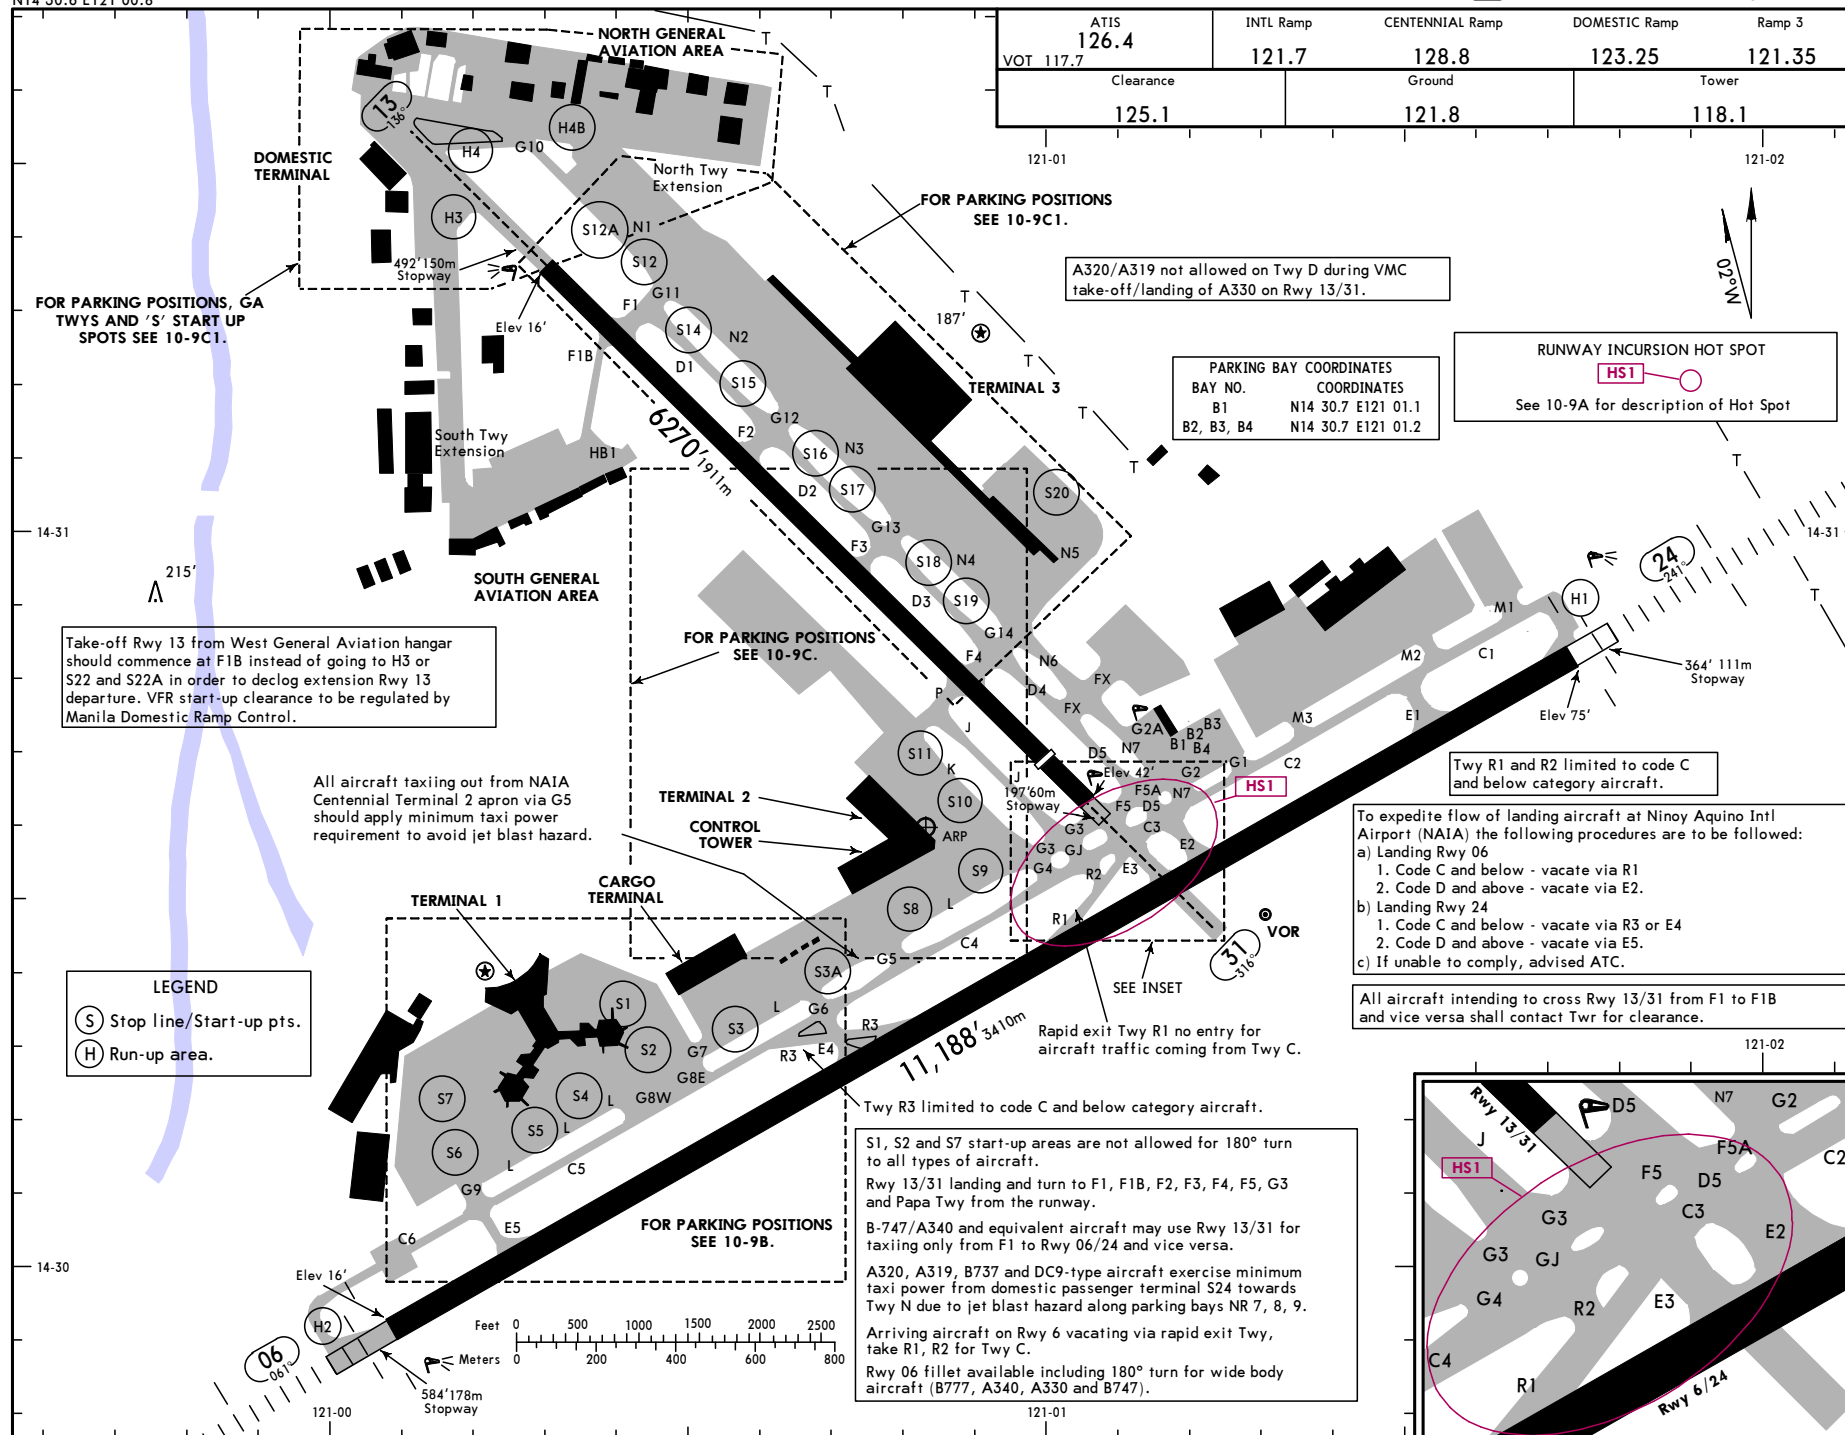 ATIS
126.4
VOT 117.7
INTL Ramp
121.7
CENTENNIAL Ramp
128.8
DOMESTIC Ramp
123.25
Ramp 3
121.35
Clearance
125.1
Ground
121.8
Tower
118.1
121-01
121-02
NORTH GENERAL
AVIATION AREA
T
T
13
136°
H4
G10
H4B
DOMESTIC
TERMINAL
North Twy
Extension
H3
S12A
N1
S12
492'150m
Stopway
FOR PARKING POSITIONS
SEE 10-9C1.
FOR PARKING POSITIONS, GA
TWYS AND 'S' START UP
SPOTS SEE 10-9C1.
Elev 16'
F1
G11
S14
N2
F1B
D1
S15
G12
F2
6270'
1911m
A320/A319 not allowed on Twy D during VMC
take-off/landing of A330 on Rwy 13/31.
02°W
T
187'
T
TERMINAL 3
T
T
PARKING BAY COORDINATES
BAY NO.
COORDINATES
B1
N14 30.7 E121 01.1
B2, B3, B4
N14 30.7 E121 01.2
RUNWAY INCURSION HOT SPOT
HS1
See 10-9A for description of Hot Spot
T
South Twy
Extension
HB1
S16
N3
D2
S17
G13
F3
S20
N5
S18
N4
D3
S19
G14
F4
N6
D4
FX
FX
P
J
14-31
14-31
215'
SOUTH GENERAL
AVIATION AREA
FOR PARKING POSITIONS
SEE 10-9C.
Take-off Rwy 13 from West General Aviation hangar
should commence at F1B instead of going to H3 or
S22 and S22A in order to declog extension Rwy 13
departure. VFR start-up clearance to be regulated by
Manila Domestic Ramp Control.
24
241°
H1
T
M1
C1
M2
E1
M3
C2
364' 111m
Stopway
Elev 75'
Twy R1 and R2 limited to code C
and below category aircraft.
G2A
B1
B2
B3
B4
D5
N7
G2
G1
J
Elev 42'
197'60m
Stopway
F5A
N7
F5
D5
C3
G3
G3
GJ
G4
R2
E3
E2
R1
HS1
S11
K
S10
ARP
S9
S8
L
C4
All aircraft taxiing out from NAIA
Centennial Terminal 2 apron via G5
should apply minimum taxi power
requirement to avoid jet blast hazard.
TERMINAL 2
CONTROL
TOWER
TERMINAL 1
CARGO
TERMINAL
To expedite flow of landing aircraft at Ninoy Aquino Intl
Airport (NAIA) the following procedures are to be followed:
a) Landing Rwy 06
1. Code C and below - vacate via R1
2. Code D and above - vacate via E2.
b) Landing Rwy 24
1. Code C and below - vacate via R3 or E4
2. Code D and above - vacate via E5.
c) If unable to comply, advised ATC.
VOR
31
316°
SEE INSET
G5
S3A
G6
L
R3
R3
E4
S3
S1
S2
G7
G8E
G8W
S4
L
S5
L
S7
S6
L
G9
C5
E5
C6
LEGEND
S Stop line/Start-up pts.
H Run-up area.
Rapid exit Twy R1 no entry for
aircraft traffic coming from Twy C.
11,188'
3410m
All aircraft intending to cross Rwy 13/31 from F1 to F1B
and vice versa shall contact Twr for clearance.
121-02
Twy R3 limited to code C and below category aircraft.
S1, S2 and S7 start-up areas are not allowed for 180° turn
to all types of aircraft.
Rwy 13/31 landing and turn to F1, F1B, F2, F3, F4, F5, G3
and Papa Twy from the runway.
B-747/A340 and equivalent aircraft may use Rwy 13/31 for
taxiing only from F1 to Rwy 06/24 and vice versa.
A320, A319, B737 and DC9-type aircraft exercise minimum
taxi power from domestic passenger terminal S24 towards
Twy N due to jet blast hazard along parking bays NR 7, 8, 9.
Arriving aircraft on Rwy 6 vacating via rapid exit Twy,
take R1, R2 for Twy C.
Rwy 06 fillet available including 180° turn for wide body
aircraft (B777, A340, A330 and B747).
FOR PARKING POSITIONS
SEE 10-9B.
14-30
Elev 16'
H2
06
061°
584'178m
Stopway
Feet 0 500 1000 1500 2000 2500
Meters 0 200 400 600 800
121-00
121-01
Rwy 13/31
D5
N7
G2
J
HS1
F5A
F5
D5
C2
C3
G3
E2
G3
GJ
G4
R2
E3
C4
R1
Rwy 6/24